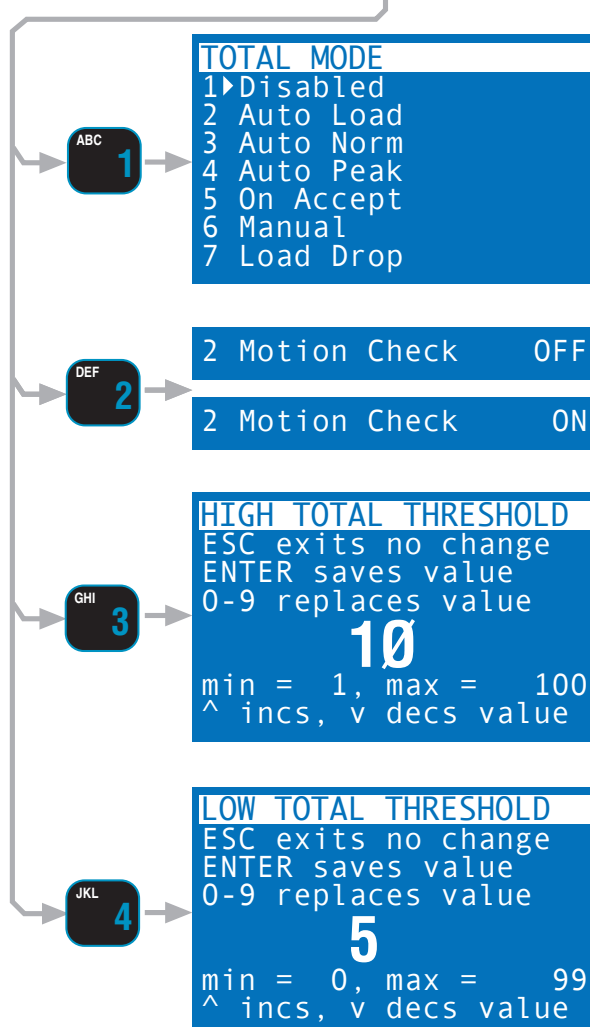 TOTAL MODE
1▸Disabled
2 Auto Load
3 Auto Norm
4 Auto Peak
5 On Accept
6 Manual
7 Load Drop
ABC
1
2 Motion Check OFF
DEF
2
2 Motion Check ON
HIGH TOTAL THRESHOLD
ESC exits no change
ENTER saves value
0-9 replaces value
GHI
3
10
min = 1, max = 100
^ incs, v decs value
LOW TOTAL THRESHOLD
ESC exits no change
ENTER saves value
0-9 replaces value
JKL
4
5
min = 0, max = 99
^ incs, v decs value